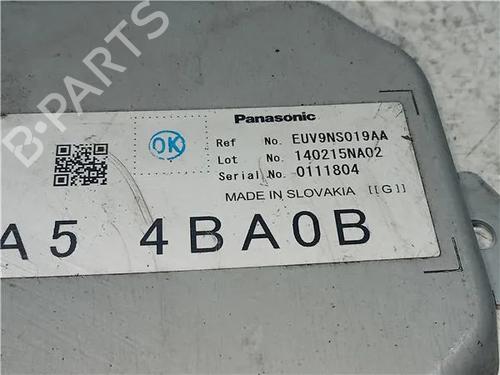 B-PARTS
OK
Panasonic
Ref No. EUV9NS019AA
Lot No. 140215NA02
Serial No. 0111804
MADE IN SLOVAKIA [[G]]
A5 4BA0B